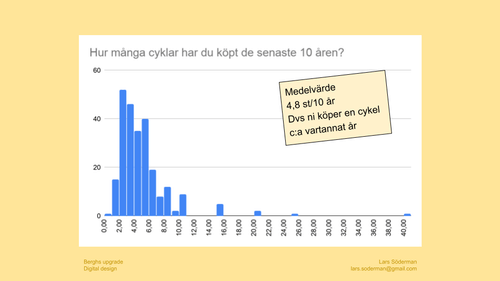 Hur många cyklar har du köpt de senaste 10 åren?
60
40
20
0
Medelvärde
4,8 st/10 år
Dvs ni köper en cykel
c:a vartannat år
0,00 2,00 4,00 6,00 8,00 10,00 12,00 14,00 16,00 18,00 20,00 22,00 24,00 26,00 28,00 30,00 32,00 34,00 36,00 38,00 40,00
Berghs upgrade
Digital design
Lars Söderman
lars.soderman@gmail.com